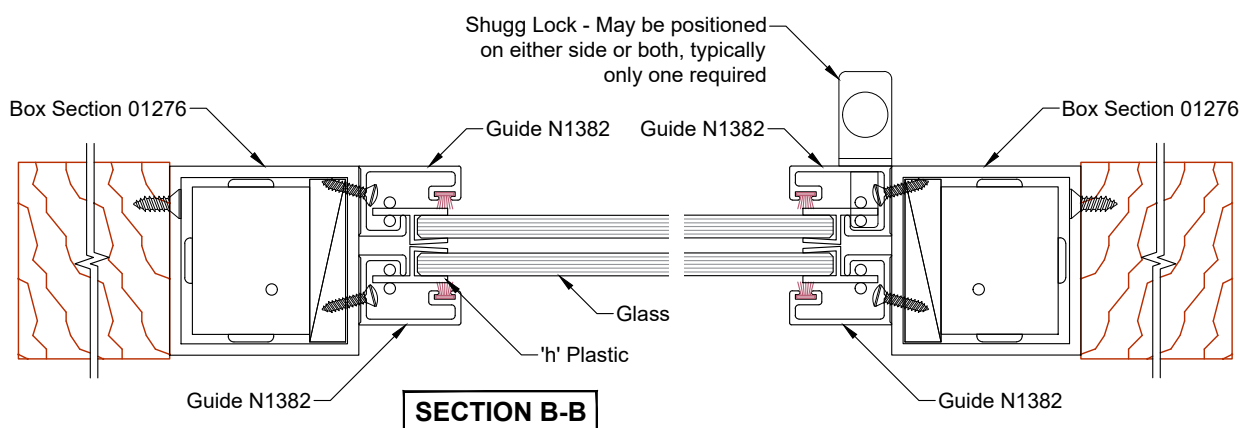 Shugg Lock - May be positioned
on either side or both, typically
only one required
Box Section 01276
Guide N1382
Guide N1382
Box Section 01276
Glass
'h' Plastic
Guide N1382
Guide N1382
SECTION B-B